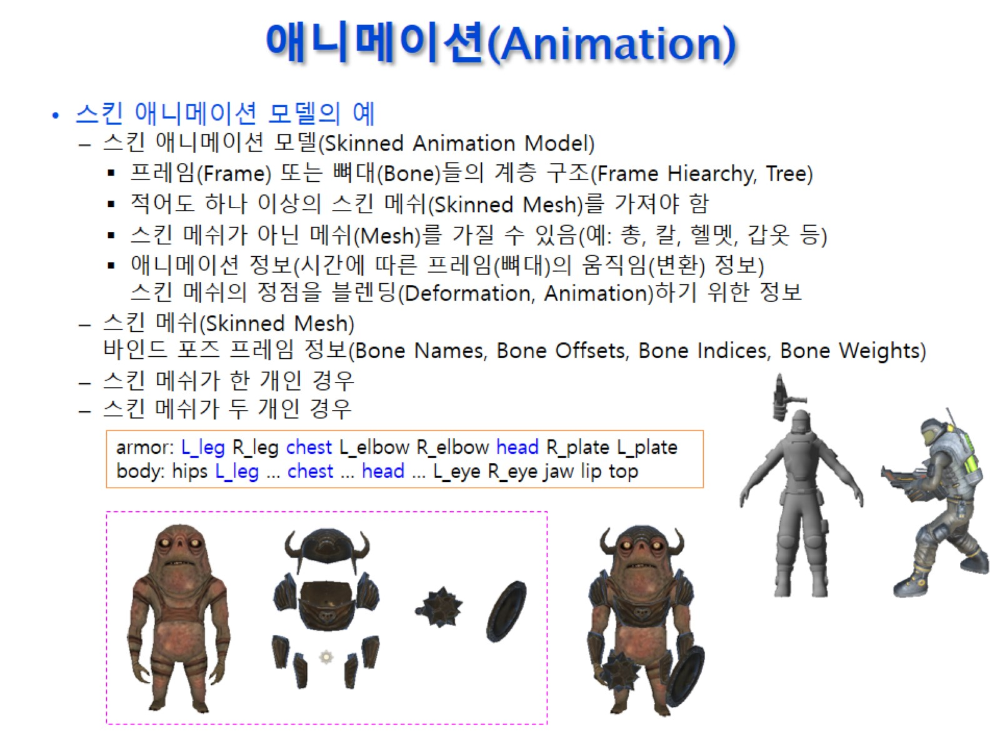 애니메이션(Animation)
• 스킨 애니메이션 모델의 예
– 스킨 애니메이션 모델(Skinned Animation Model)
▪ 프레임(Frame) 또는 뼈대(Bone)들의 계층 구조(Frame Hiearchy, Tree)
▪ 적어도 하나 이상의 스킨 메쉬(Skinned Mesh)를 가져야 함
▪ 스킨 메쉬가 아닌 메쉬(Mesh)를 가질 수 있음(예: 총, 칼, 헬멧, 갑옷 등)
▪ 애니메이션 정보(시간에 따른 프레임(뼈대)의 움직임(변환) 정보)
스킨 메쉬의 정점을 블렌딩(Deformation, Animation)하기 위한 정보
– 스킨 메쉬(Skinned Mesh)
바인드 포즈 프레임 정보(Bone Names, Bone Offsets, Bone Indices, Bone Weights)
– 스킨 메쉬가 한 개인 경우
– 스킨 메쉬가 두 개인 경우
armor: L_leg R_leg chest L_elbow R_elbow head R_plate L_plate
body: hips L_leg ... chest ... head ... L_eye R_eye jaw lip top